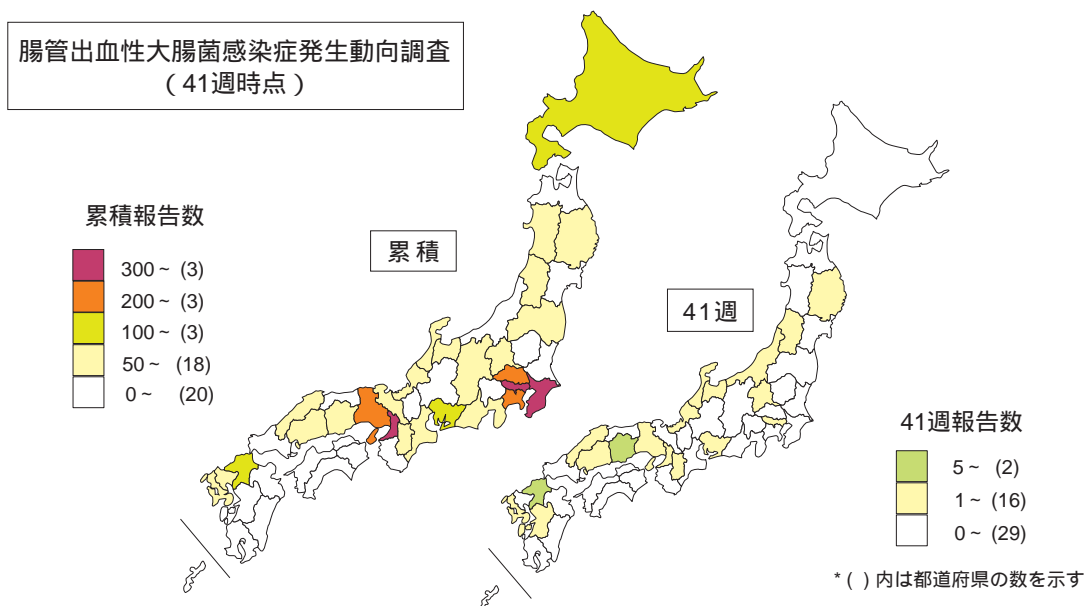 腸管出血性大腸菌感染症発生動向調査
(41週時点)
累積報告数
300~ (3)
200~ (3)
100~ (3)
50~ (18)
0~ (20)
累積
41週
41週報告数
5~ (2)
1~ (16)
0~ (29)
*( )内は都道府県の数を示す